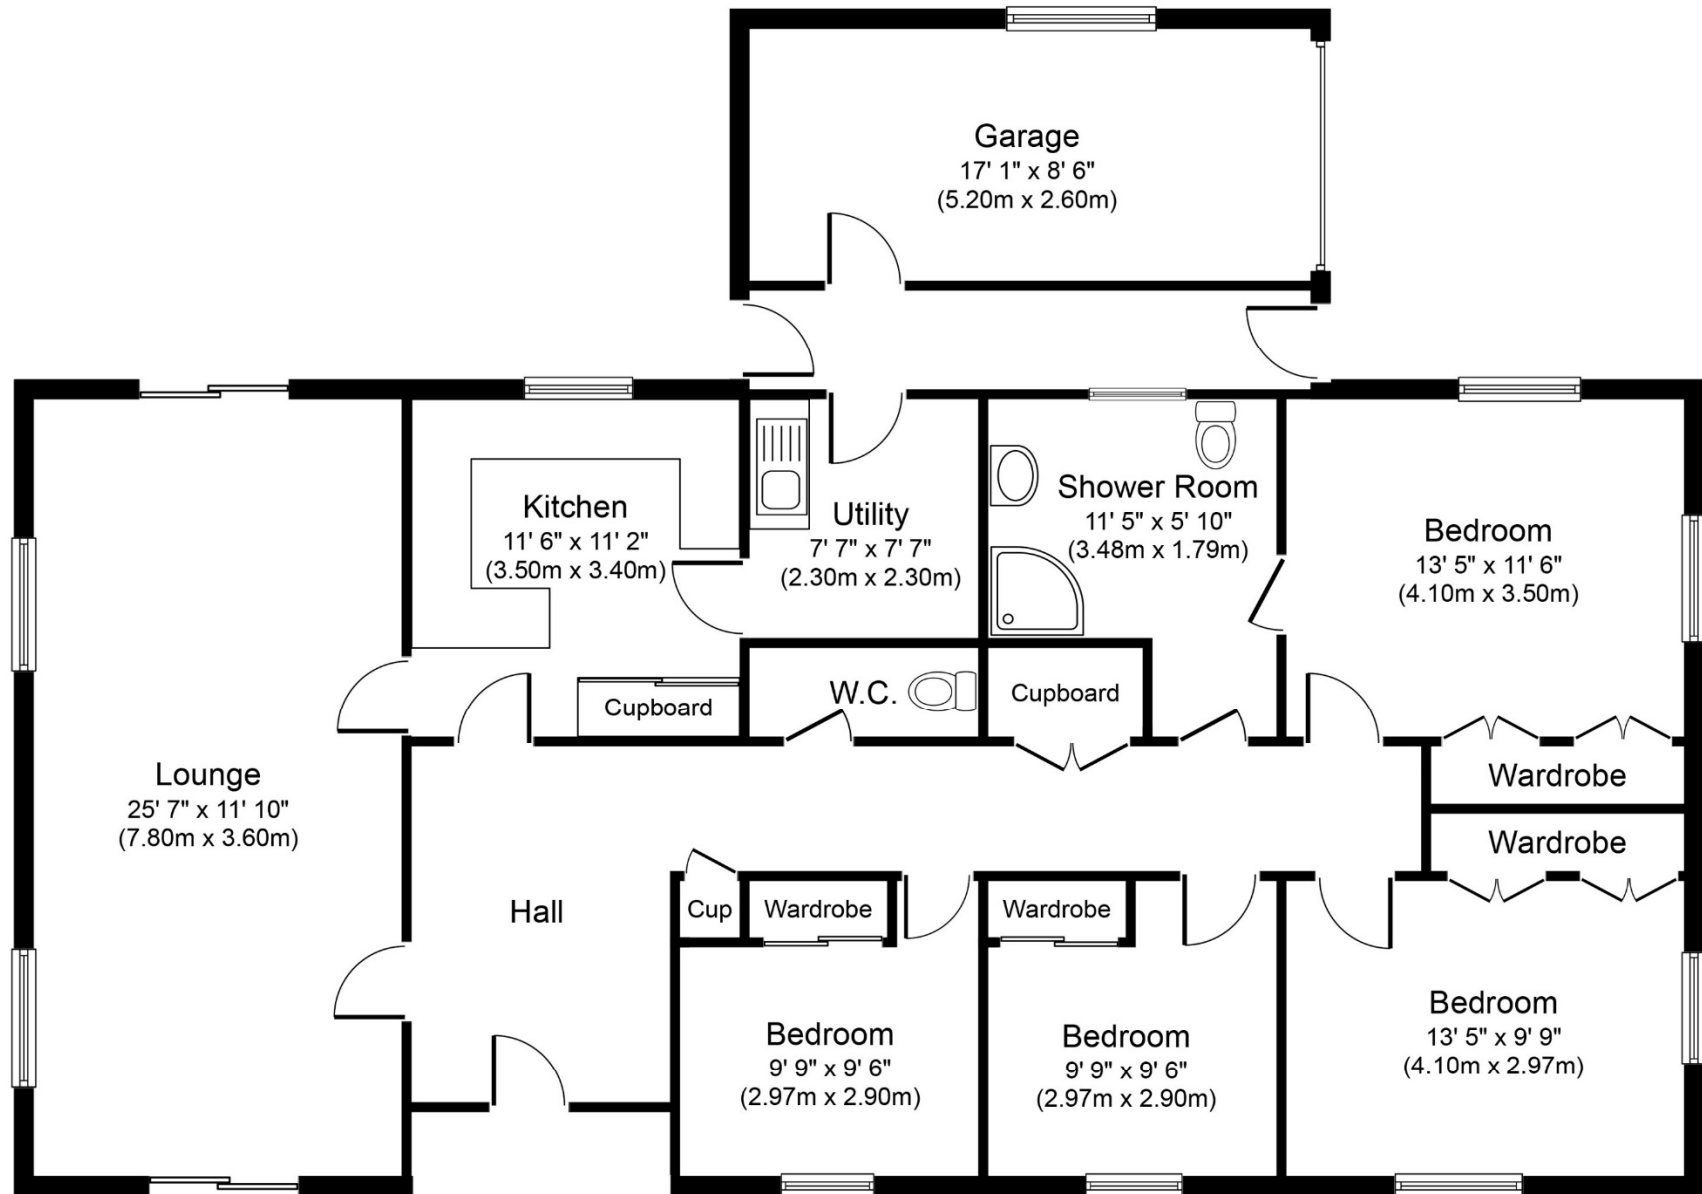 Garage
17' 1" x 8' 6"
(5.20m x 2.60m)
Kitchen
11' 6" x 11' 2"
(3.50m x 3.40m)
Utility
7' 7" x 7' 7"
(2.30m x 2.30m)
Shower Room
11' 5" x 5' 10"
(3.48m x 1.79m)
Bedroom
13' 5" x 11' 6"
(4.10m x 3.50m)
Cupboard
W.C.
Cupboard
Lounge
25' 7" x 11' 10"
(7.80m x 3.60m)
Wardrobe
Wardrobe
Hall
Cup
Wardrobe
Wardrobe
Bedroom
9' 9" x 9' 6"
(2.97m x 2.90m)
Bedroom
9' 9" x 9' 6"
(2.97m x 2.90m)
Bedroom
13' 5" x 9' 9"
(4.10m x 2.97m)